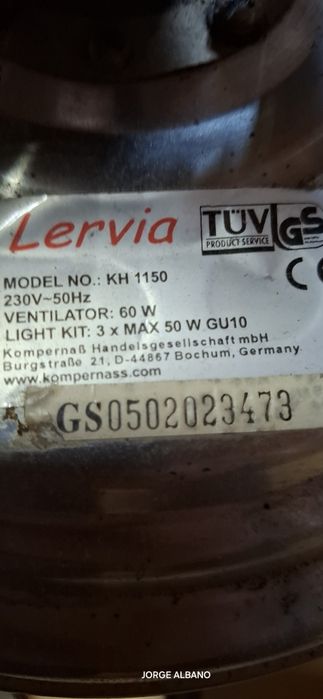 Lervia
TÜV
PRODUCT SERVICE
GS
CE
MODEL NO.: KH 1150
230V~50Hz
VENTILATOR: 60 W
LIGHT KIT: 3 x MAX 50 W GU10
Kompernaß Handelsgesellschaft mbH
Burgstraße 21, D-44867 Bochum, Germany
www.kompernass.com
GS0502023473
JORGE ALBANO